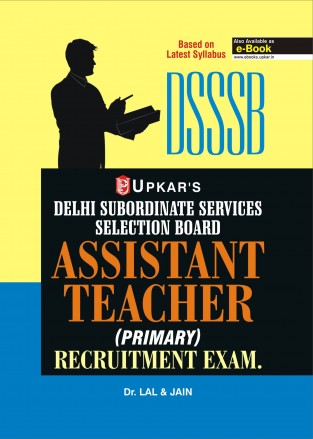 Based on
Latest Syllabus
Also Available as
e-Book
www.ebooks.upkar.in
DSSSB
UPKAR'S
DELHI SUBORDINATE SERVICES
SELECTION BOARD
ASSISTANT
TEACHER
(PRIMARY)
RECRUITMENT EXAM.
Dr. LAL & JAIN